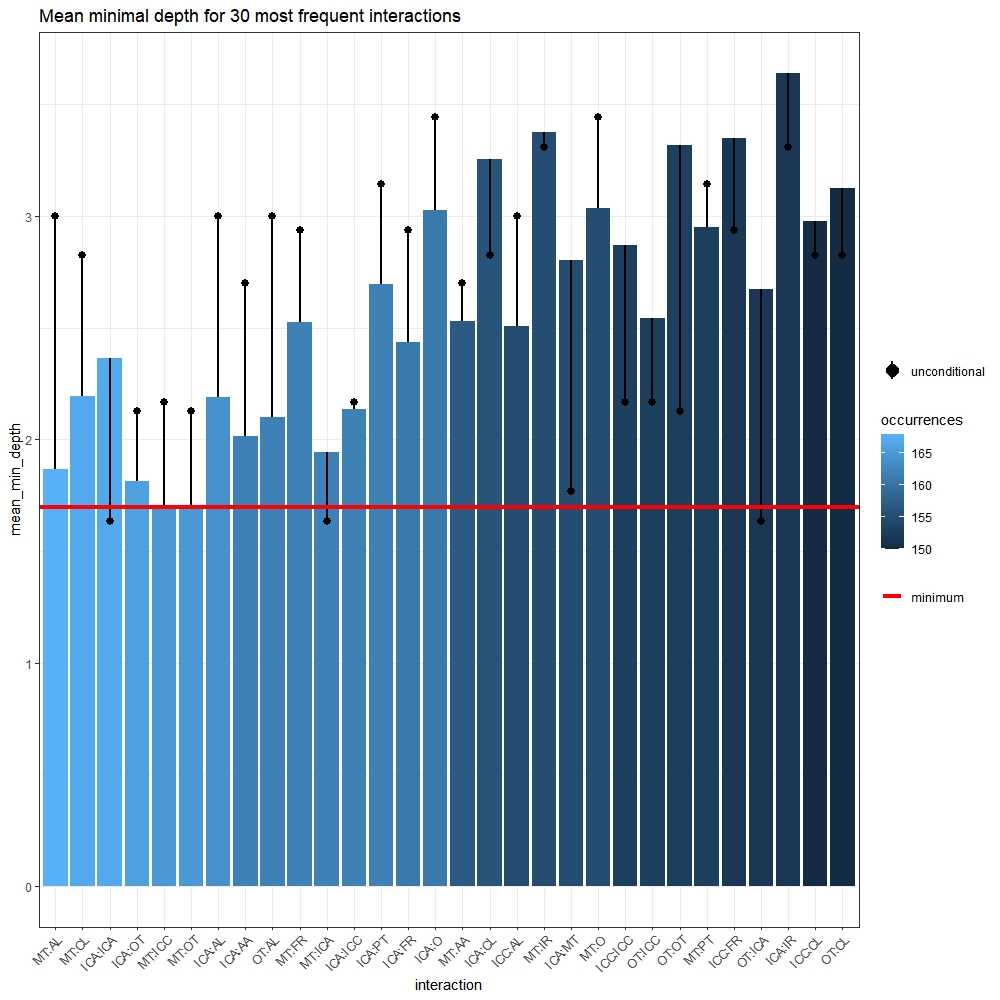 Mean minimal depth for 30 most frequent interactions
mean_min_depth
3
2
1
0
MT:AL
MT:CL
ICA:ICA
ICA:OT
MT:ICC
MT:OT
ICA:AL
ICA:AA
OT:AL
MT:FR
MT:ICA
ICA:ICC
ICA:PT
ICA:FR
ICA:O
MT:AA
ICA:CL
ICC:AL
MT:IR
ICA:MT
MT:O
ICC:ICC
OT:ICC
OT:OT
MT:PT
ICC:FR
OT:ICA
ICA:IR
ICC:CL
OT:CL
interaction
unconditional
occurrences
165
160
155
150
minimum